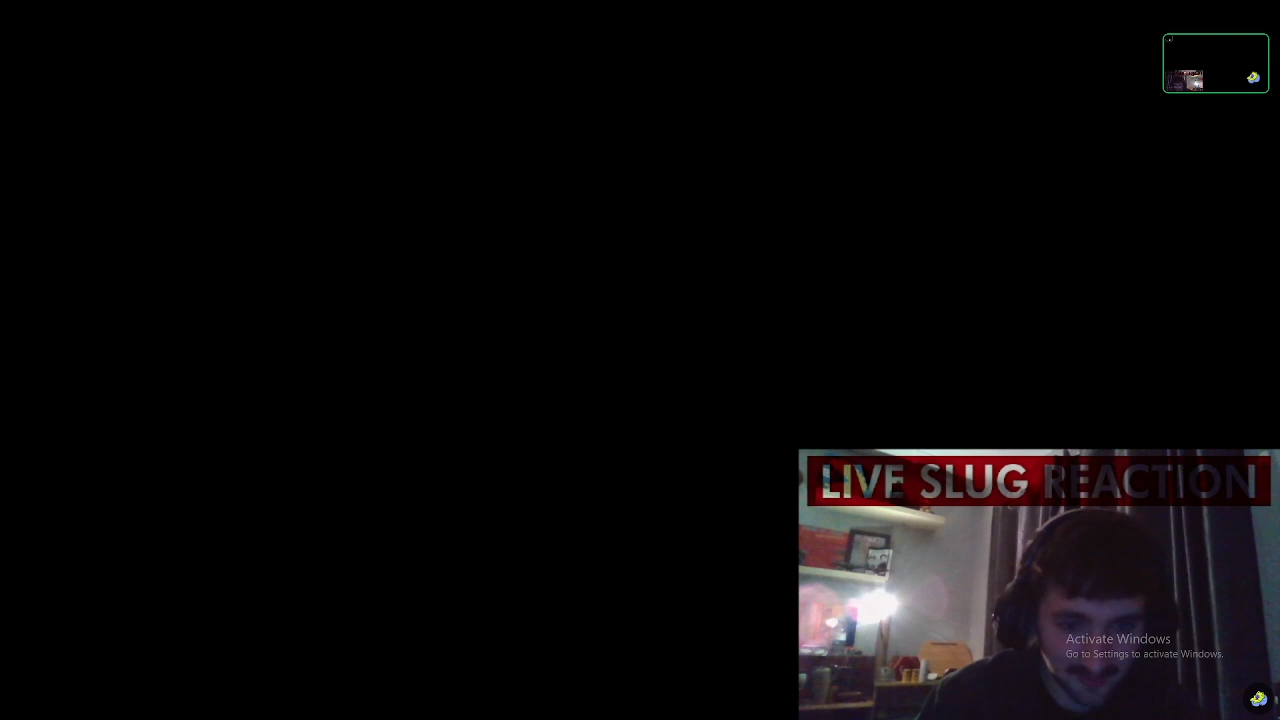 LIVE SLUG REACTION
Activate Windows
Go to Settings to activate Windows.